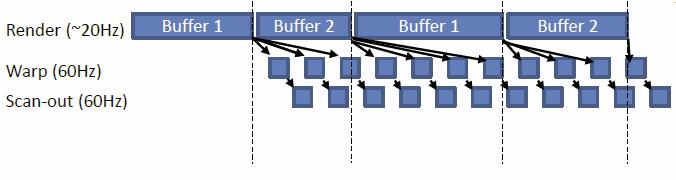 Render (~20Hz) Buffer 1 Buffer 2 Buffer 1 Buffer 2
Warp (60Hz)
Scan-out (60Hz)